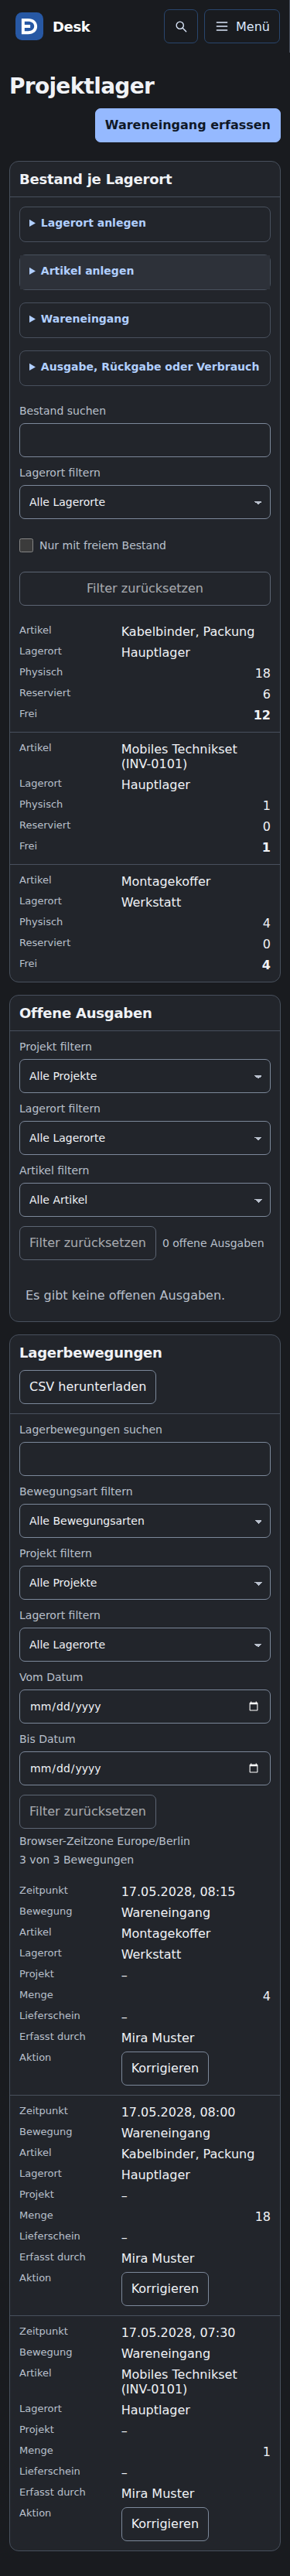 Desk
Menü
Projektlager
Wareneingang erfassen
Bestand je Lagerort
Lagerort anlegen
Artikel anlegen
Wareneingang
Ausgabe, Rückgabe oder Verbrauch
Bestand suchen
Lagerort filtern
Alle Lagerorte
Nur mit freiem Bestand
Filter zurücksetzen
Artikel Kabelbinder, Packung
Lagerort Hauptlager
Physisch 18
Reserviert 6
Frei 12
Artikel Mobiles Technikset
(INV-0101)
Lagerort Hauptlager
Physisch 1
Reserviert 0
Frei 1
Artikel Montagekoffer
Lagerort Werkstatt
Physisch 4
Reserviert 0
Frei 4
Offene Ausgaben
Projekt filtern
Alle Projekte
Lagerort filtern
Alle Lagerorte
Artikel filtern
Alle Artikel
Filter zurücksetzen 0 offene Ausgaben
Es gibt keine offenen Ausgaben.
Lagerbewegungen
CSV herunterladen
Lagerbewegungen suchen
Bewegungsart filtern
Alle Bewegungsarten
Projekt filtern
Alle Projekte
Lagerort filtern
Alle Lagerorte
Vom Datum
mm/dd/yyyy
Bis Datum
mm/dd/yyyy
Filter zurücksetzen
Browser-Zeitzone Europe/Berlin
3 von 3 Bewegungen
Zeitpunkt 17.05.2028, 08:15
Bewegung Wareneingang
Artikel Montagekoffer
Lagerort Werkstatt
Projekt –
Menge 4
Lieferschein –
Erfasst durch Mira Muster
Aktion Korrigieren
Zeitpunkt 17.05.2028, 08:00
Bewegung Wareneingang
Artikel Kabelbinder, Packung
Lagerort Hauptlager
Projekt –
Menge 18
Lieferschein –
Erfasst durch Mira Muster
Aktion Korrigieren
Zeitpunkt 17.05.2028, 07:30
Bewegung Wareneingang
Artikel Mobiles Technikset
(INV-0101)
Lagerort Hauptlager
Projekt –
Menge 1
Lieferschein –
Erfasst durch Mira Muster
Aktion Korrigieren